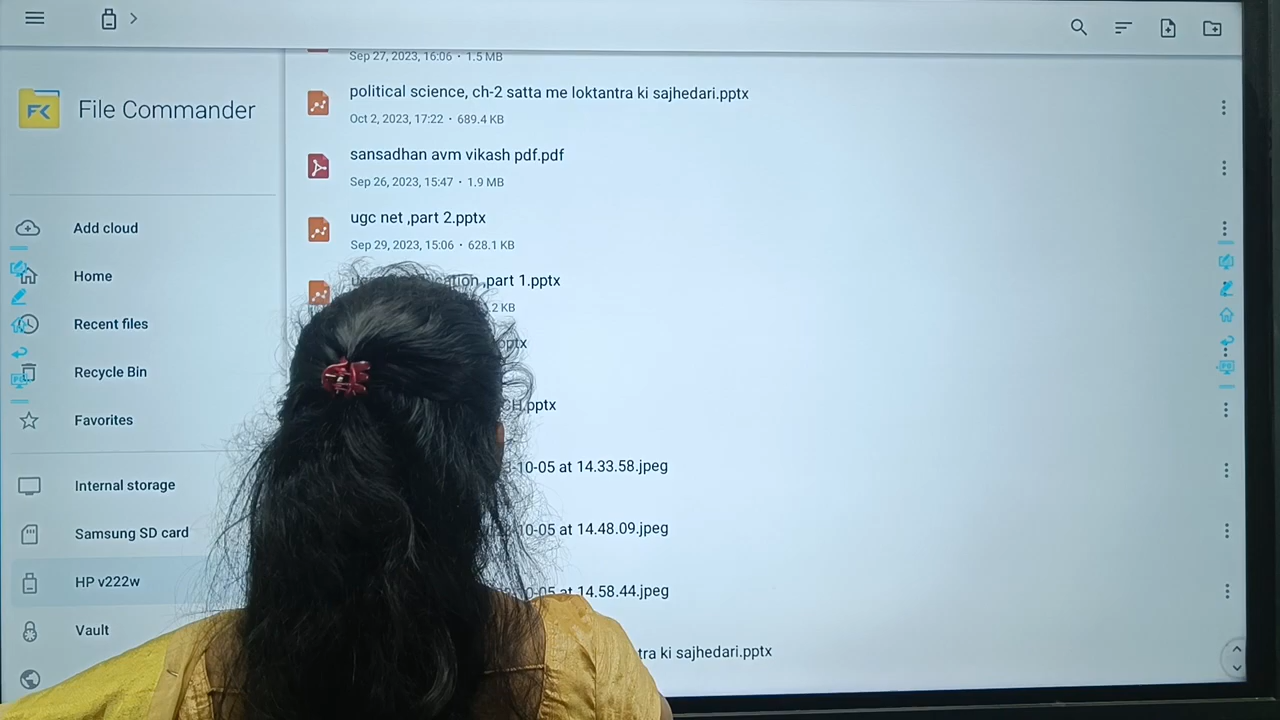 Sep 27, 2023, 16:06 · 1.5 MB
File Commander
political science, ch-2 satta me loktantra ki sajhedari.pptx
Oct 2, 2023, 17:22 · 689.4 KB
sansadhan avm vikash pdf.pdf
Sep 26, 2023, 15:47 · 1.9 MB
ugc net ,part 2.pptx
Sep 29, 2023, 15:06 · 628.1 KB
,part 1.pptx
.2 KB
CH.pptx
-10-05 at 14.33.58.jpeg
-10-05 at 14.48.09.jpeg
0-05 at 14.58.44.jpeg
tra ki sajhedari.pptx
Add cloud
Home
Recent files
Recycle Bin
Favorites
Internal storage
Samsung SD card
HP v222w
Vault